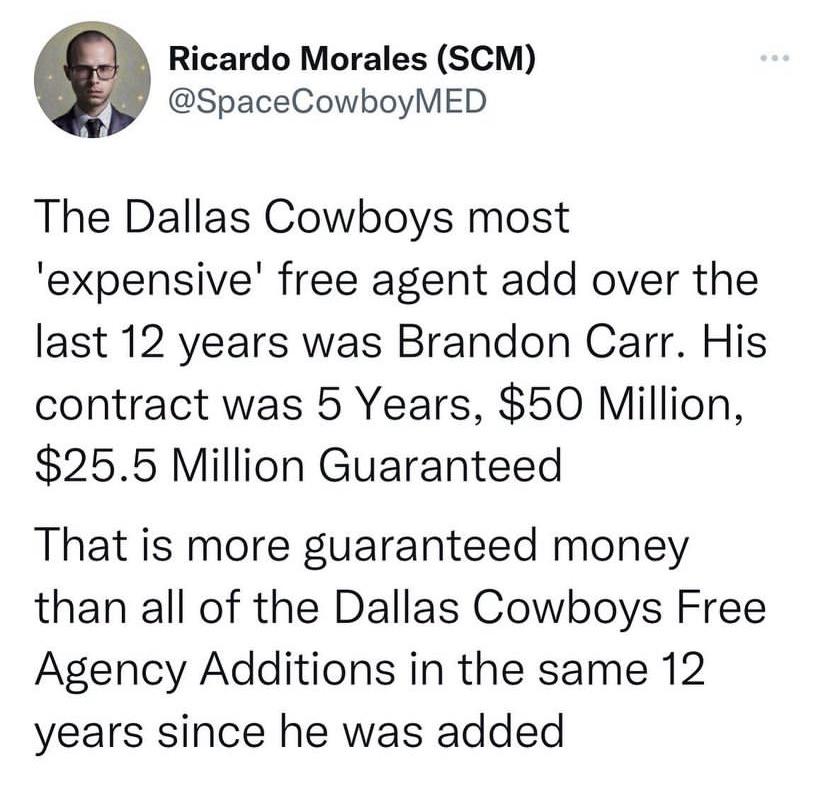 Ricardo Morales (SCM)
@SpaceCowboyMED
The Dallas Cowboys most
'expensive' free agent add over the
last 12 years was Brandon Carr. His
contract was 5 Years, $50 Million,
$25.5 Million Guaranteed
That is more guaranteed money
than all of the Dallas Cowboys Free
Agency Additions in the same 12
years since he was added